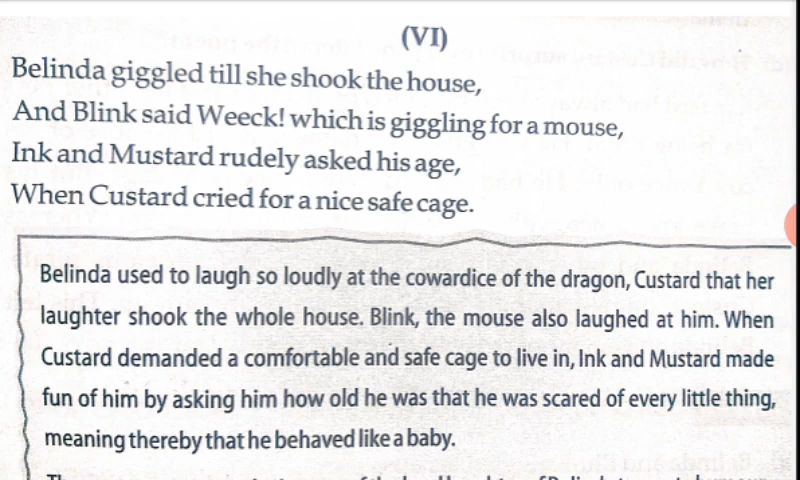 (VI)
Belinda giggled till she shook the house,
And Blink said Weeck! which is giggling for a mouse,
Ink and Mustard rudely asked his age,
When Custard cried for a nice safe cage.
Belinda used to laugh so loudly at the cowardice of the dragon, Custard that her
laughter shook the whole house. Blink, the mouse also laughed at him. When
Custard demanded a comfortable and safe cage to live in, Ink and Mustard made
fun of him by asking him how old he was that he was scared of every little thing,
meaning thereby that he behaved like a baby.